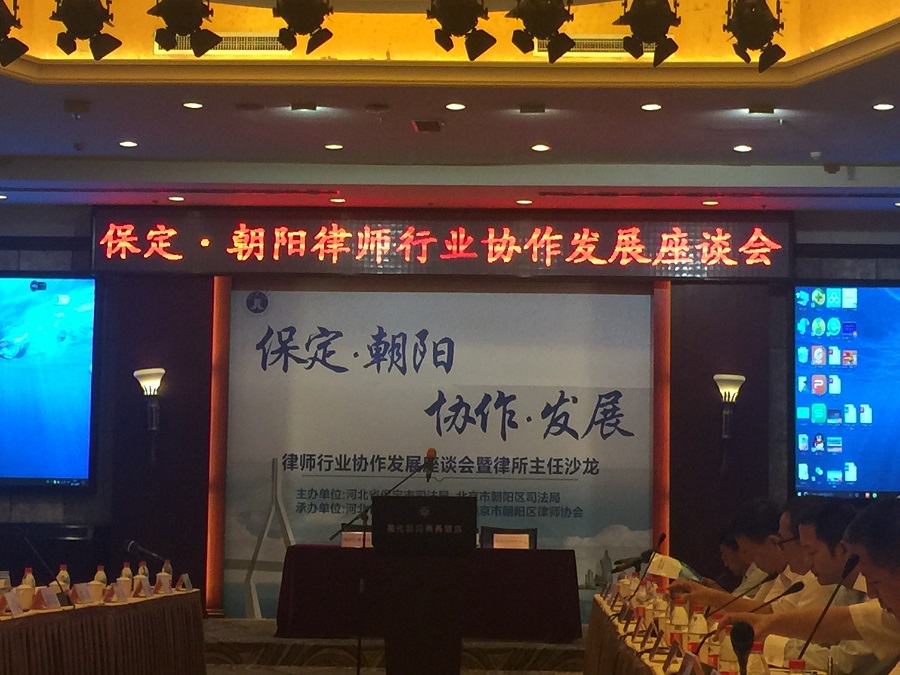 保定·朝阳律师行业协作发展座谈会
保定·朝阳
协作·发展
律师行业协作发展座谈会暨律所主任沙龙
主办单位:河北省保定市司法局 北京市朝阳区司法局
承办单位:河北 京市朝阳区律师协会